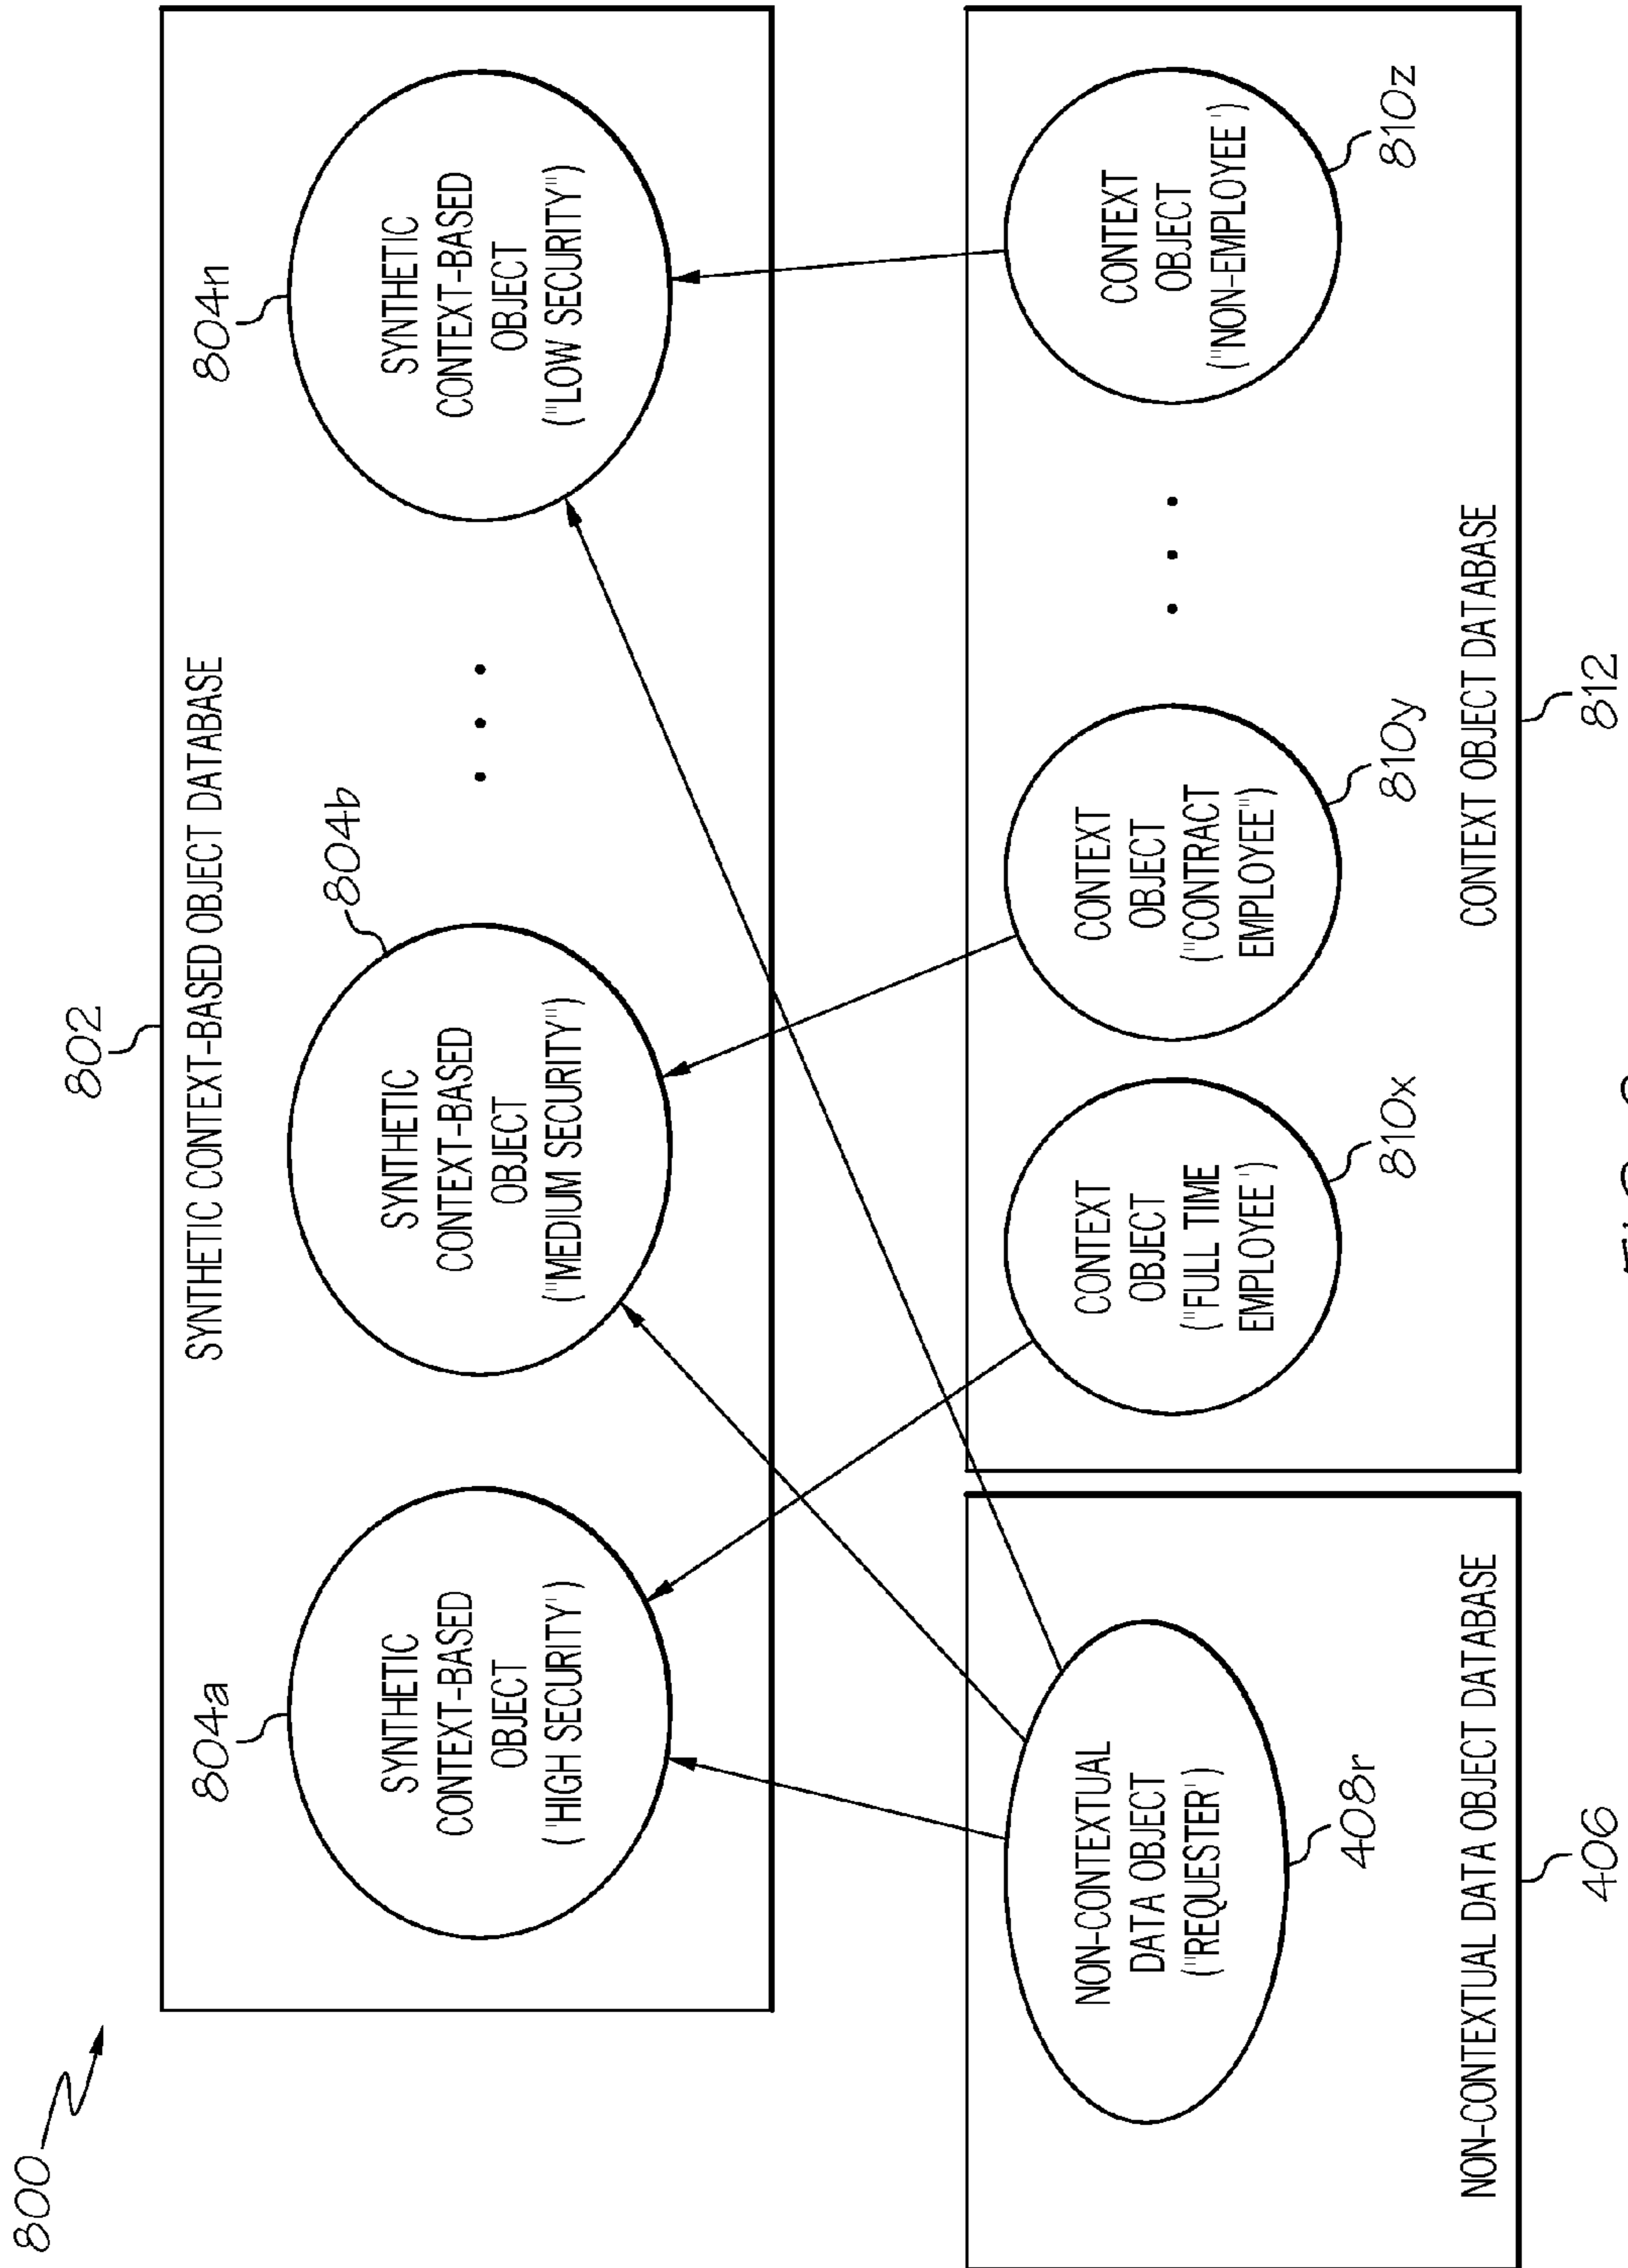 800
802
SYNTHETIC CONTEXT-BASED OBJECT DATABASE
804a
804b
804n
SYNTHETIC
CONTEXT-BASED
OBJECT
("HIGH SECURITY")
SYNTHETIC
CONTEXT-BASED
OBJECT
("MEDIUM SECURITY")
. . .
SYNTHETIC
CONTEXT-BASED
OBJECT
("LOW SECURITY")
NON-CONTEXTUAL
DATA OBJECT
("REQUESTER")
408r
NON-CONTEXTUAL DATA OBJECT DATABASE
406
CONTEXT
OBJECT
("FULL TIME
EMPLOYEE")
810x
CONTEXT
OBJECT
("CONTRACT
EMPLOYEE")
810y
. . .
CONTEXT
OBJECT
("NON-EMPLOYEE")
810z
CONTEXT OBJECT DATABASE
812